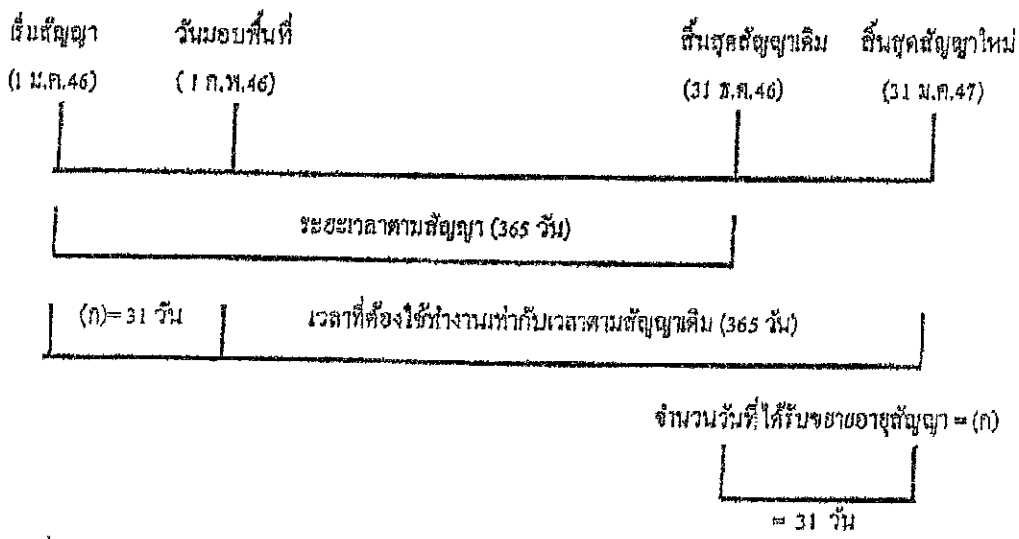 เริ่มสัญญา วันมอบพื้นที่ สิ้นสุดสัญญาเดิม สิ้นสุดสัญญาใหม่
(1 ม.ค.46) (1 ก.พ.46) (31 ธ.ค.46) (31 ม.ค.47)
ระยะเวลาตามสัญญา (365 วัน)
(ก)= 31 วัน เวลาที่ต้องใช้ทำงานเท่ากับเวลาตามสัญญาเดิม (365 วัน)
จำนวนวันที่ได้รับขยายอายุสัญญา = (ก)
= 31 วัน